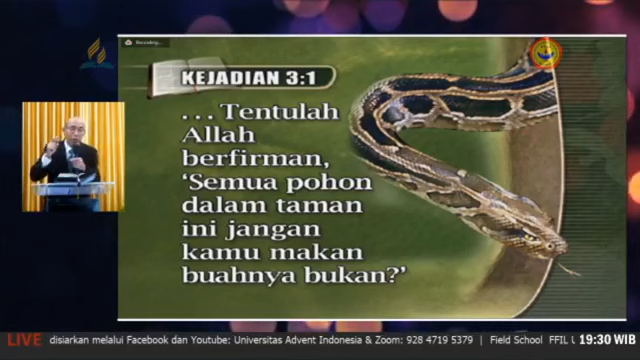 Recording...
KEJADIAN 3:1
...Tentulah
Allah
berfirman,
‘Semua pohon
dalam taman
ini jangan
kamu makan
buahnya bukan?’
LIVE disiarkan melalui Facebook dan Youtube: Universitas Advent Indonesia & Zoom: 928 4719 5379 | Field School FFIL U 19:30 WIB